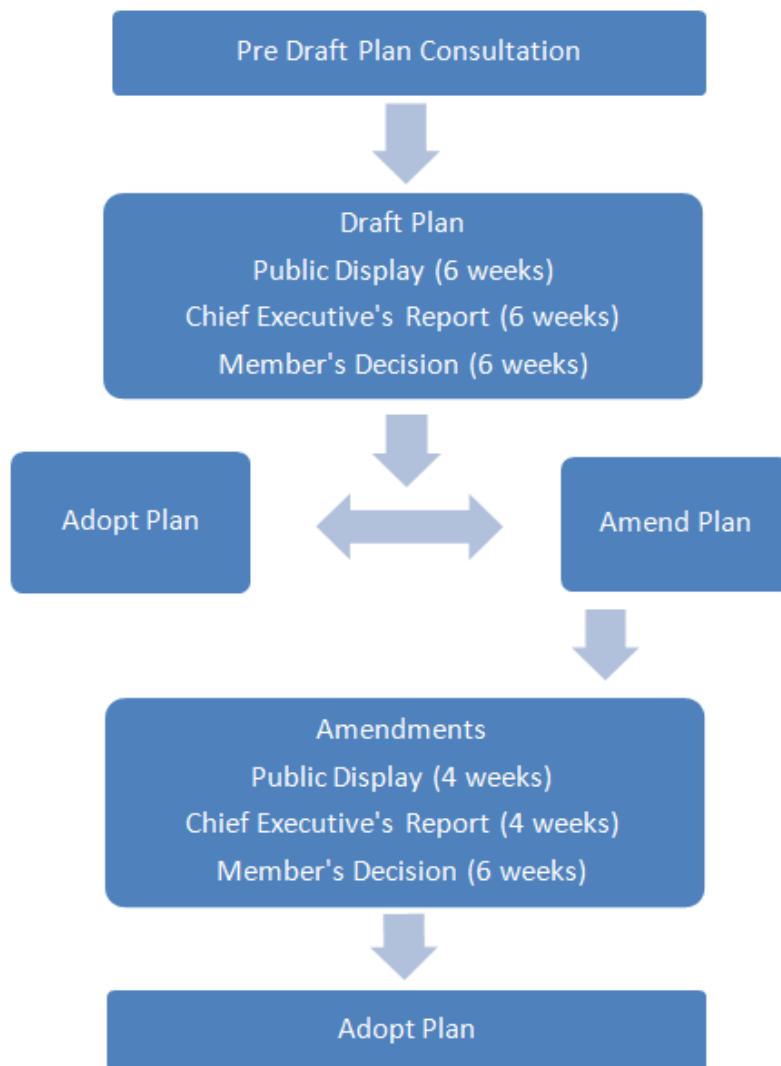 Pre Draft Plan Consultation
Draft Plan
Public Display (6 weeks)
Chief Executive's Report (6 weeks)
Member's Decision (6 weeks)
Adopt Plan
Amend Plan
Amendments
Public Display (4 weeks)
Chief Executive's Report (4 weeks)
Member's Decision (6 weeks)
Adopt Plan